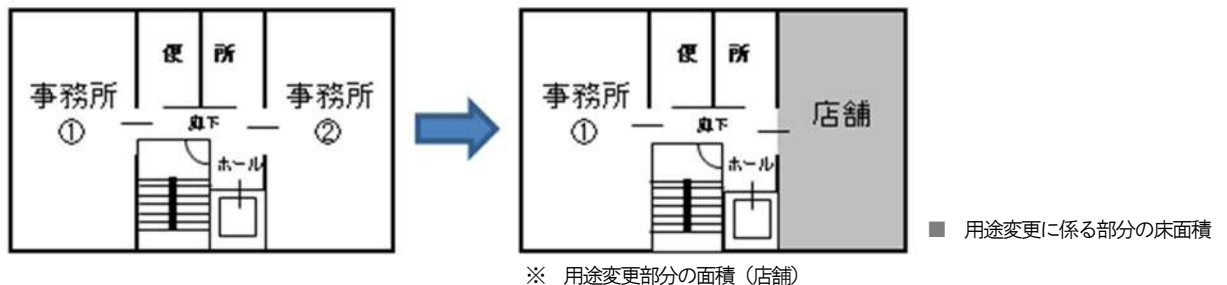 便 所
事務所
①
事務所
②
廊下
ホール
便 所
事務所
①
店舗
廊下
ホール
■ 用途変更に係る部分の床面積
※ 用途変更部分の面積（店舗）